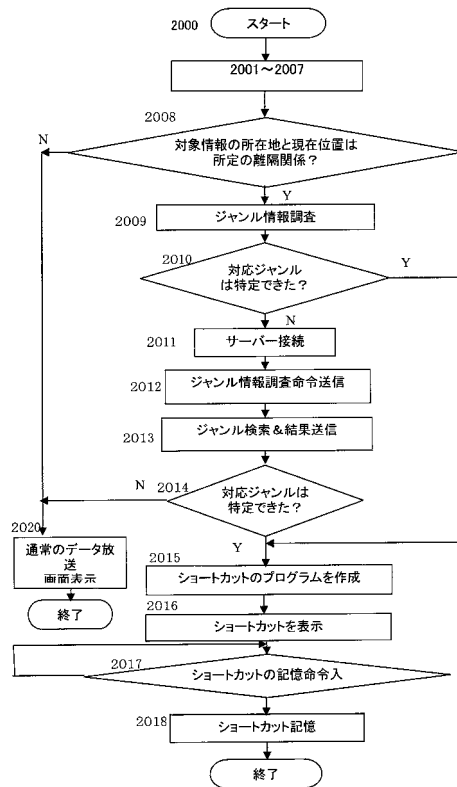 2000
スタート
2001～2007
2008
N
対象情報の所在地と現在位置は
所定の離隔関係？
Y
2009
ジャンル情報調査
2010
対応ジャンル
は特定できた？
Y
N
2011
サーバー接続
2012
ジャンル情報調査命令送信
2013
ジャンル検索＆結果送信
N
2014
対応ジャンルは
特定できた？
2020
通常のデータ放
送
画面表示
終了
Y
2015
ショートカットのプログラムを作成
2016
ショートカットを表示
2017
ショートカットの記憶命令入
2018
ショートカット記憶
終了